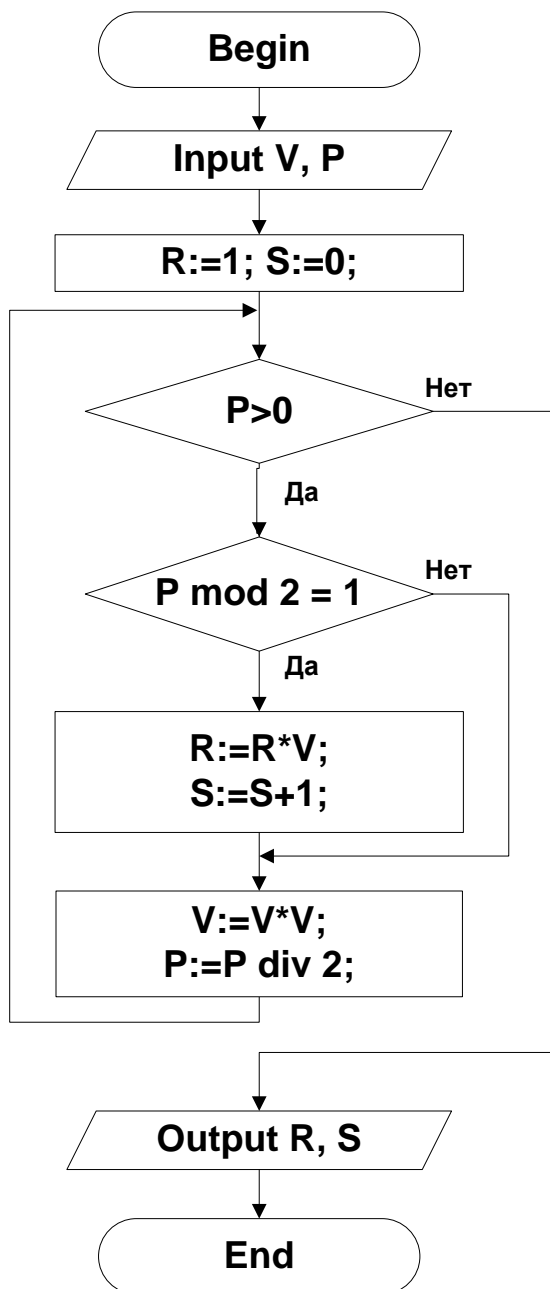 Begin
Input V, P
R:=1; S:=0;
P>0
Нет
Да
P mod 2 = 1
Нет
Да
R:=R*V;
S:=S+1;
V:=V*V;
P:=P div 2;
Output R, S
End